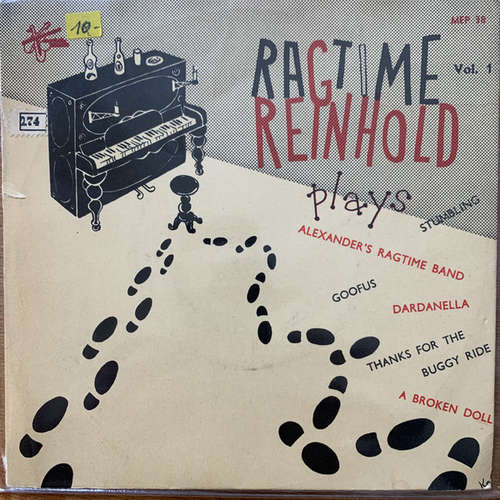 10-
MEP 38
RAGTIME
Vol. 1
REINHOLD
274
plays
STUMBLING
ALEXANDER'S RAGTIME BAND
GOOFUS
DARDANELLA
THANKS FOR THE
BUGGY RIDE
A BROKEN DOLL